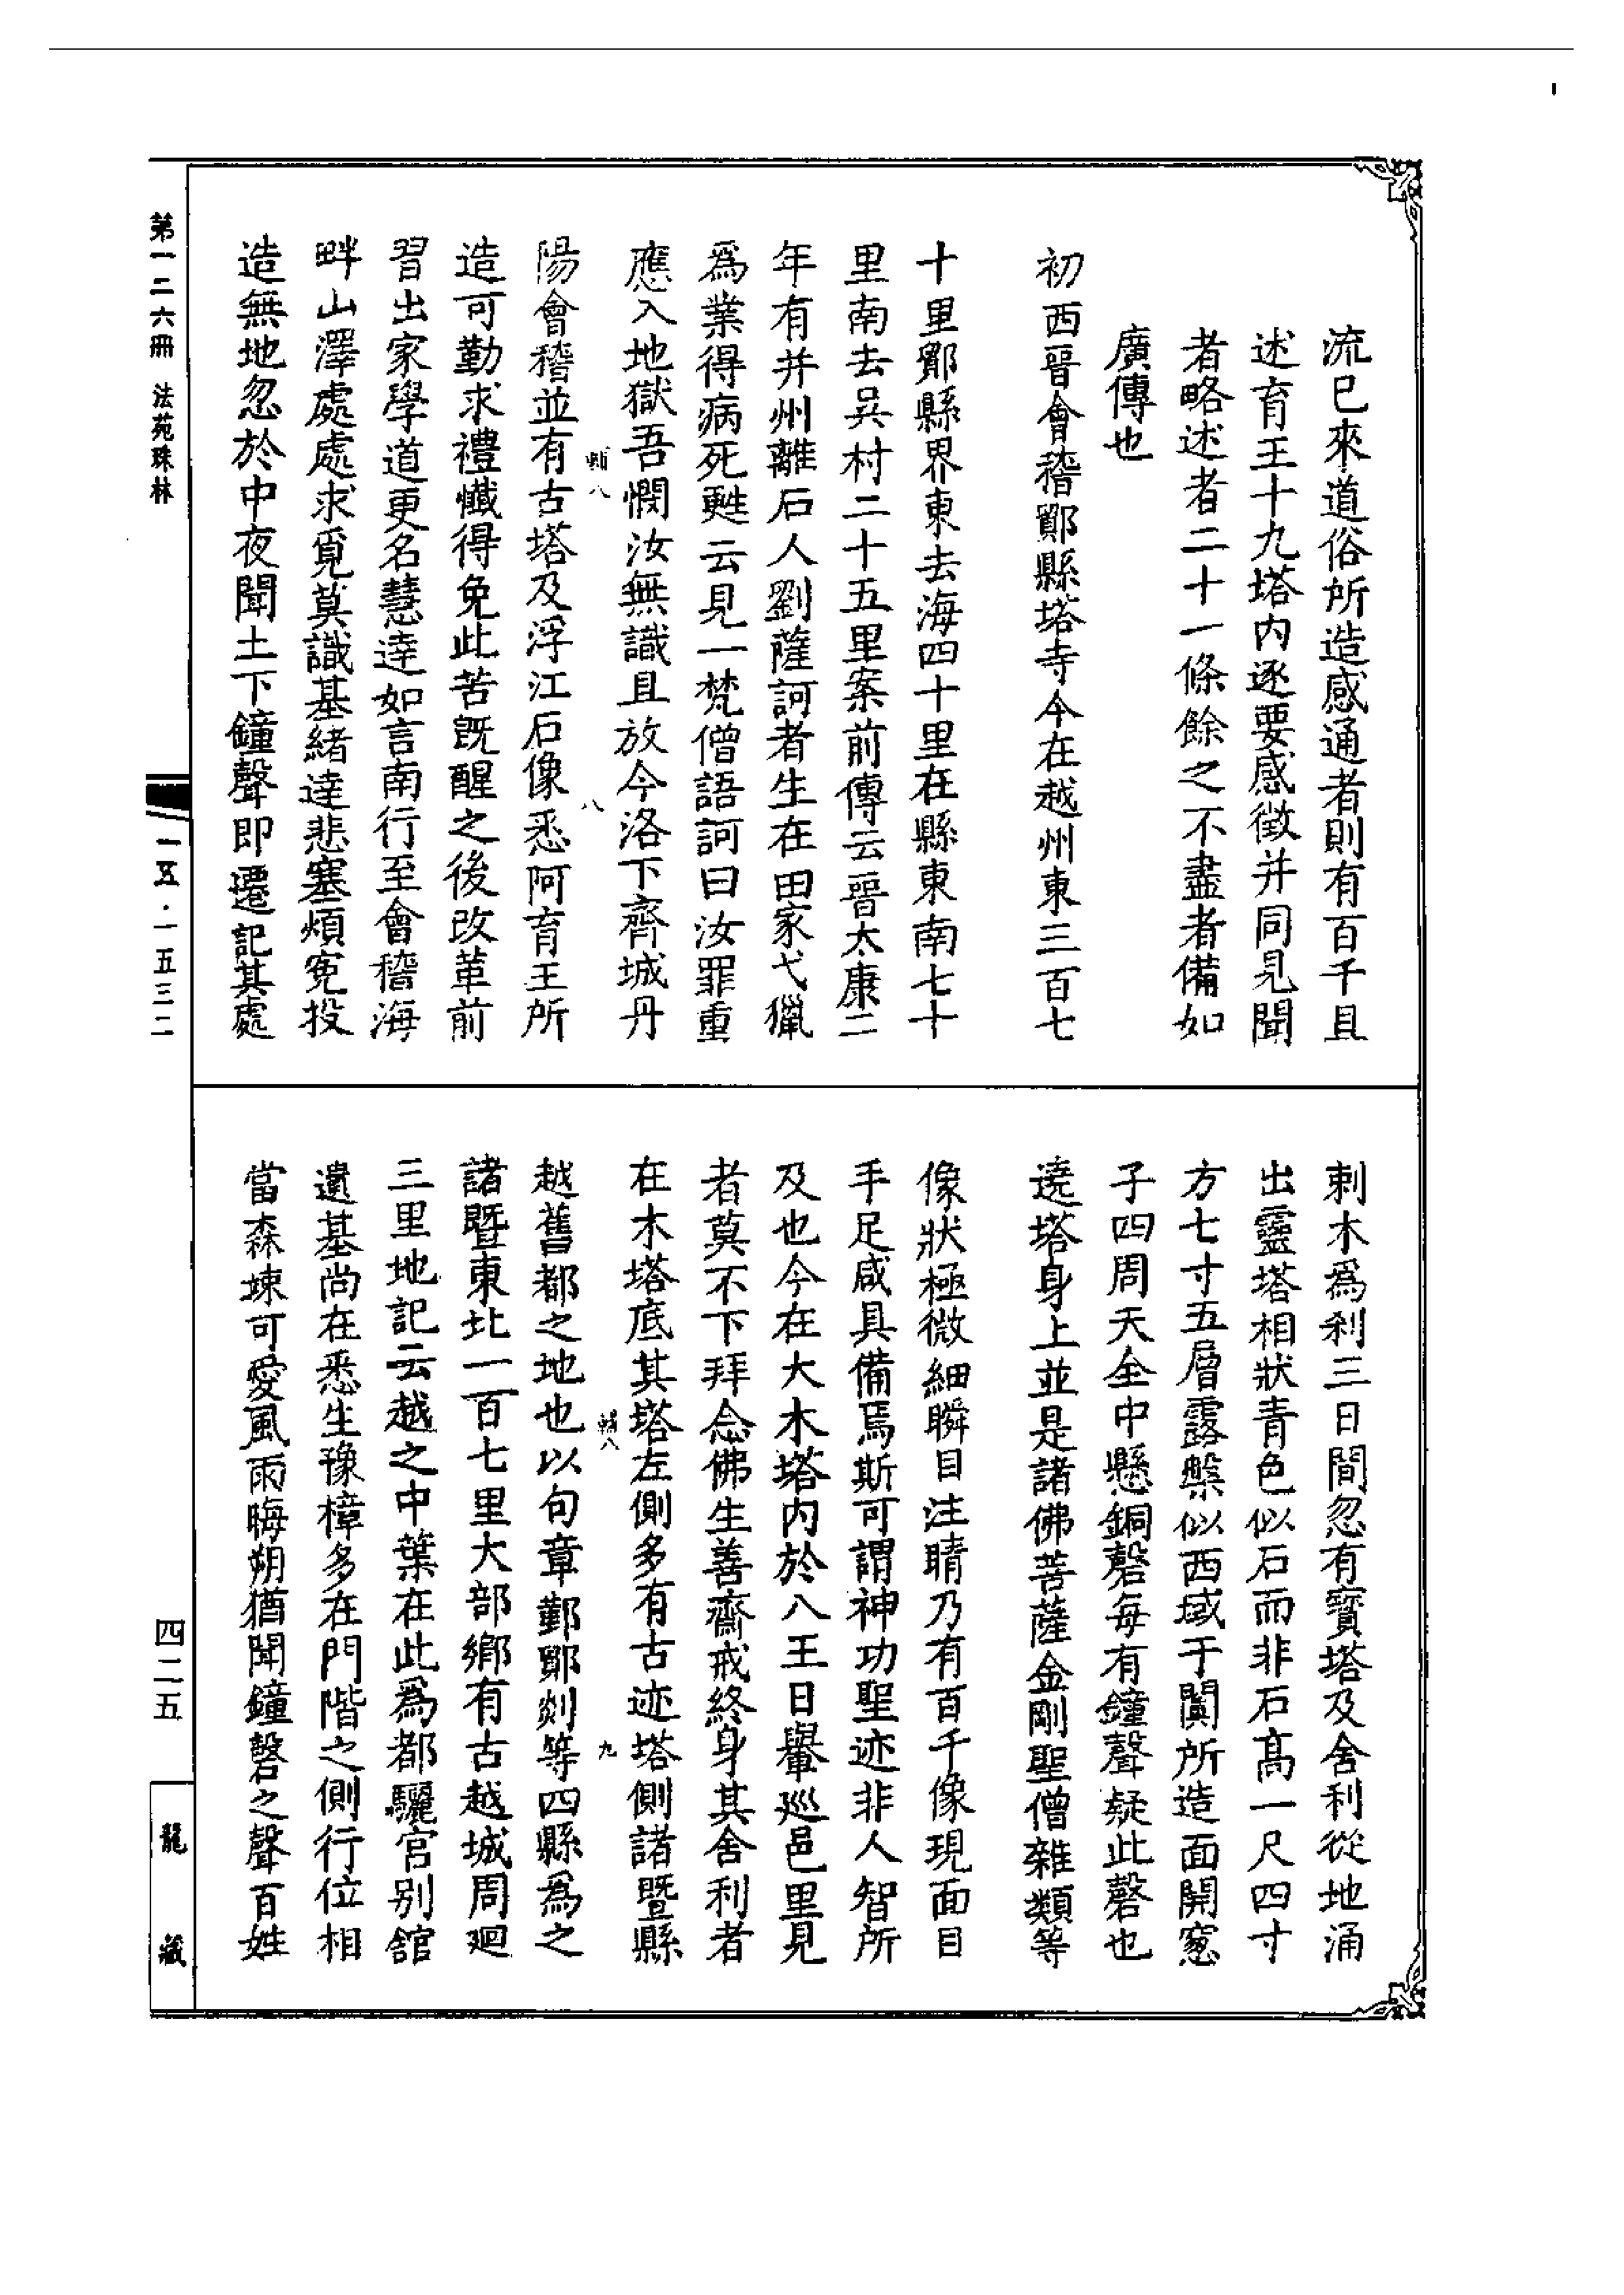 流已來道俗所造感通者則有百千且
述育王十九塔内逐要感徵并同見聞
者略述者二十一條餘之不盡者備如
廣傳也
初西晉會稽鄮縣塔寺今在越州東三百七
十里鄮縣界東去海四十里在縣東南七十
里南去吳村二十五里案前傳云晉太康二
年有并州離石人劉薩訶者生在田家弋獵
爲業得病死甦云見一梵僧語訶曰汝罪重
應入地獄吾憫汝無識且放今洛下齊城丹
輔八
八
陽會稽並有古塔及浮江石像悉阿育王所
造可勤求禮懺得免此苦旣醒之後改革前
習出家學道更名慧達如言南行至會稽海
畔山澤處處求覓莫識基緒達悲塞煩冤投
造無地忽於中夜聞土下鐘聲即遷記其處
刺木爲刹三日間忽有寶塔及舍利從地涌
出靈塔相狀青色似石而非石髙一尺四寸
方七寸五層露槃似西域于闐所造面開窻
子四周天全中懸銅磬每有鐘聲疑此磬也
遶塔身上並是諸佛菩薩金剛聖僧雜類等
像狀極微細瞬目注睛乃有百千像現面目
手足咸具備焉斯可謂神功聖迹非人智所
及也今在大木塔内於八王日轝巡邑里見
者莫不下拜念佛生善齋戒終身其舍利者
在木塔底其塔左側多有古迹塔側諸暨縣
輔八
九
越舊都之地也以句章鄞鄮剡等四縣爲之
諸暨東北一百七里大部鄉有古越城周廻
三里地記云越之中葉在此爲都驪宫别舘
遺基尚在悉生豫樟多在門階之側行位相
當森竦可愛風雨晦朔猶聞鐘磬之聲百姓
第一二六冊 法苑珠林
一五·一五三二
四二五
龍藏